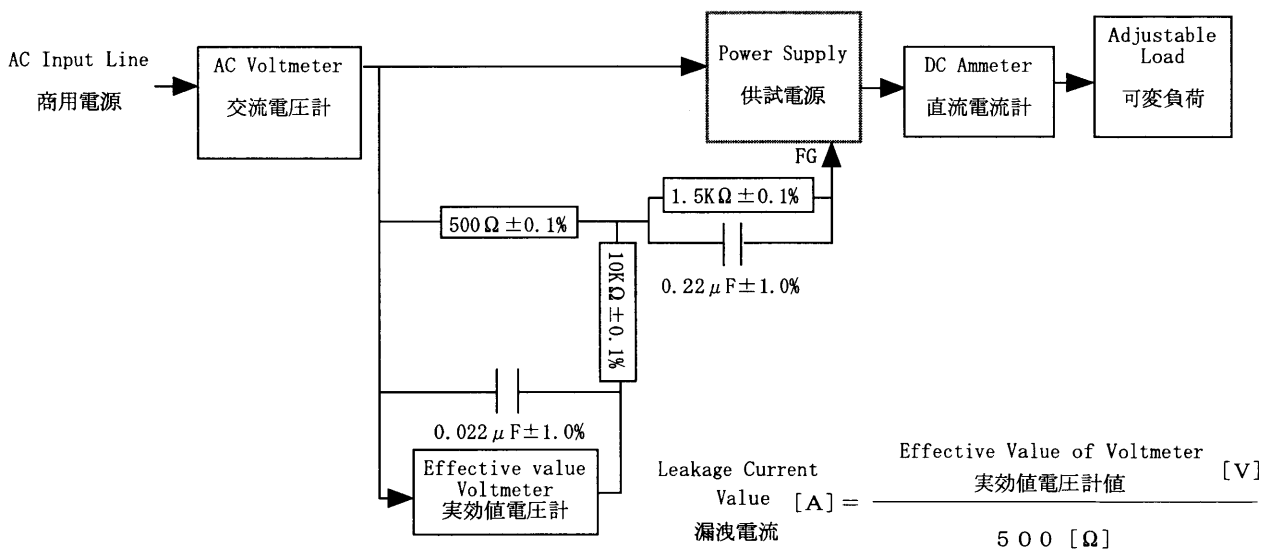 AC Input Line
商用電源
AC Voltmeter
交流電圧計
Power Supply
供試電源
DC Ammeter
直流電流計
Adjustable
Load
可変負荷
FG
1.5KΩ±0.1%
500Ω±0.1%
0.22μF±1.0%
10KΩ±0.1%
0.022μF±1.0%
Effective value
Voltmeter
実効値電圧計
Leakage Current
Value [A]=
漏洩電流
Effective Value of Voltmeter
実効値電圧計値 [V]
500 [Ω]